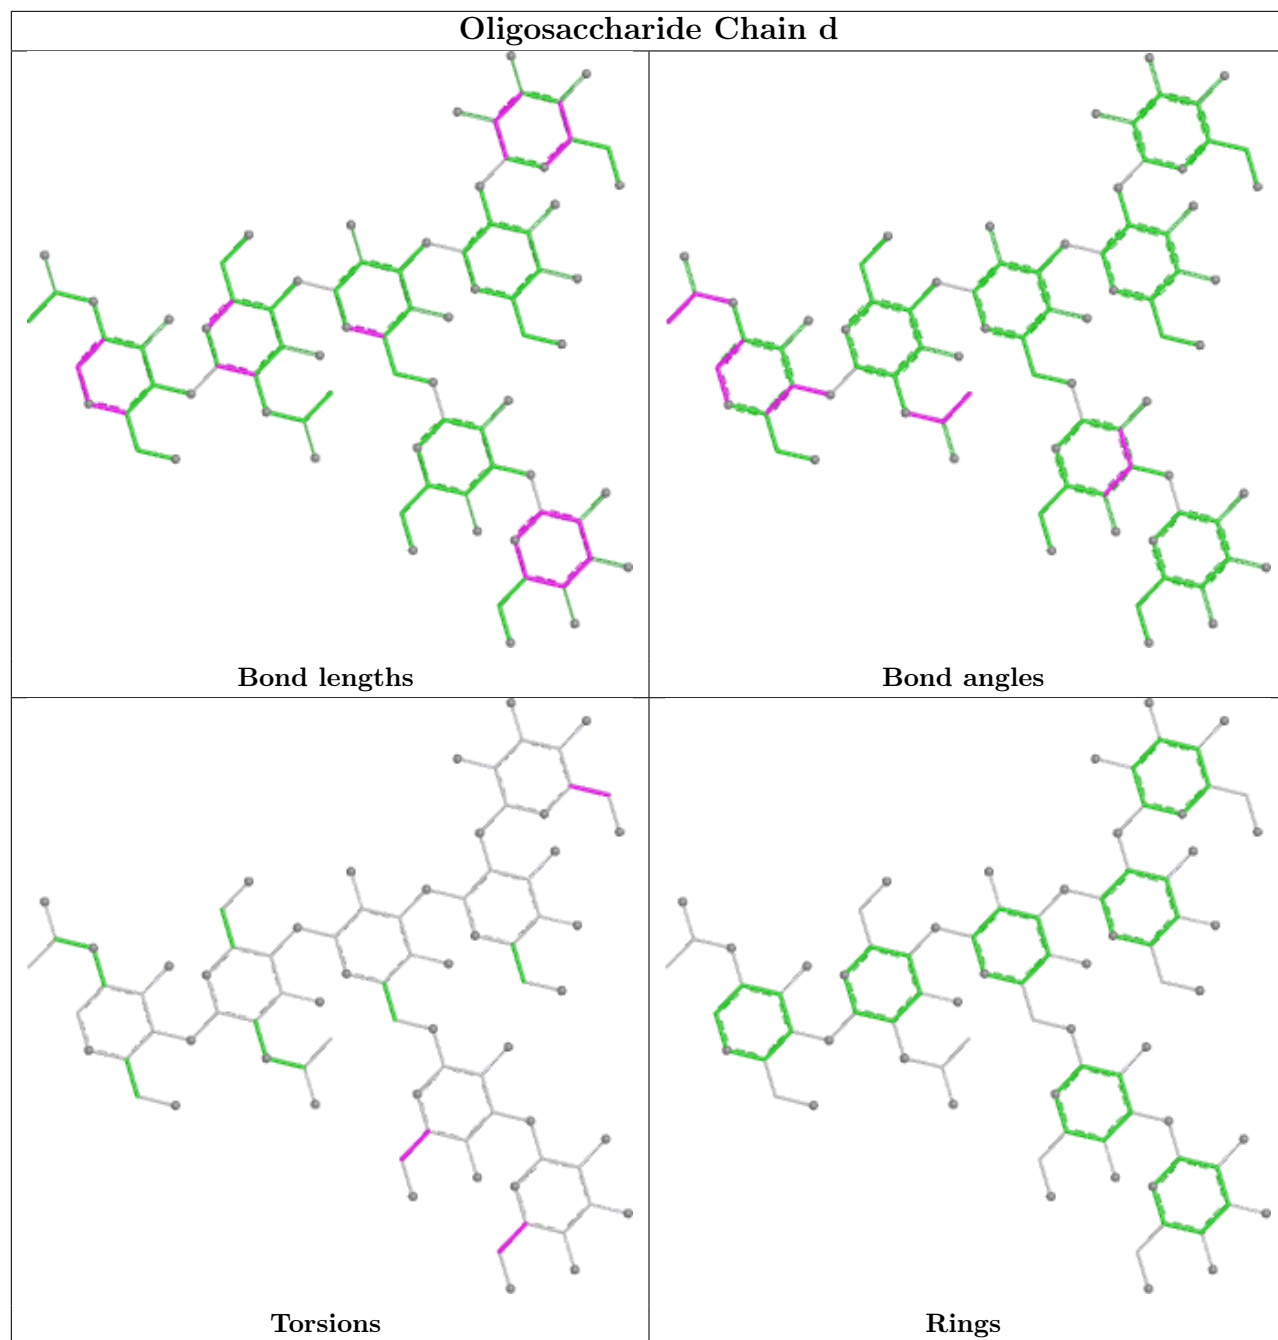 Oligosaccharide Chain d
Bond lengths
Bond angles
Torsions
Rings